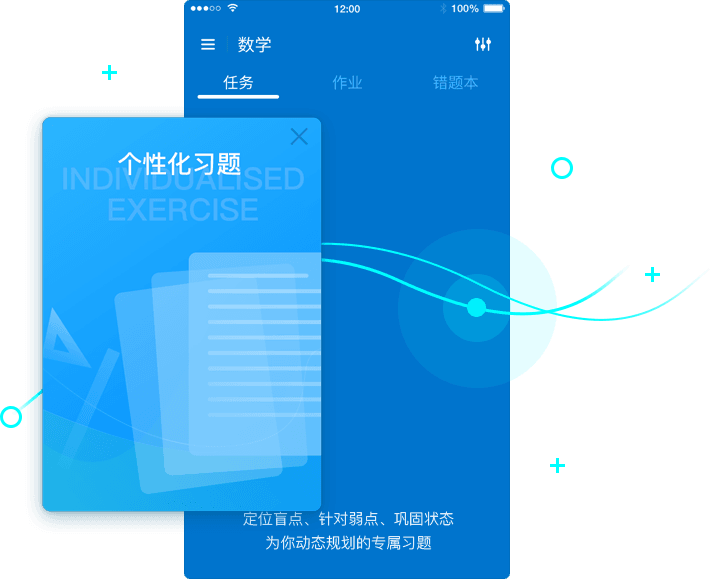 12:00
100%
数学
任务
作业
错题本
个性化习题
INDIVIDUALISED
EXERCISE
定位盲点、针对弱点、巩固状态
为你动态规划的专属习题